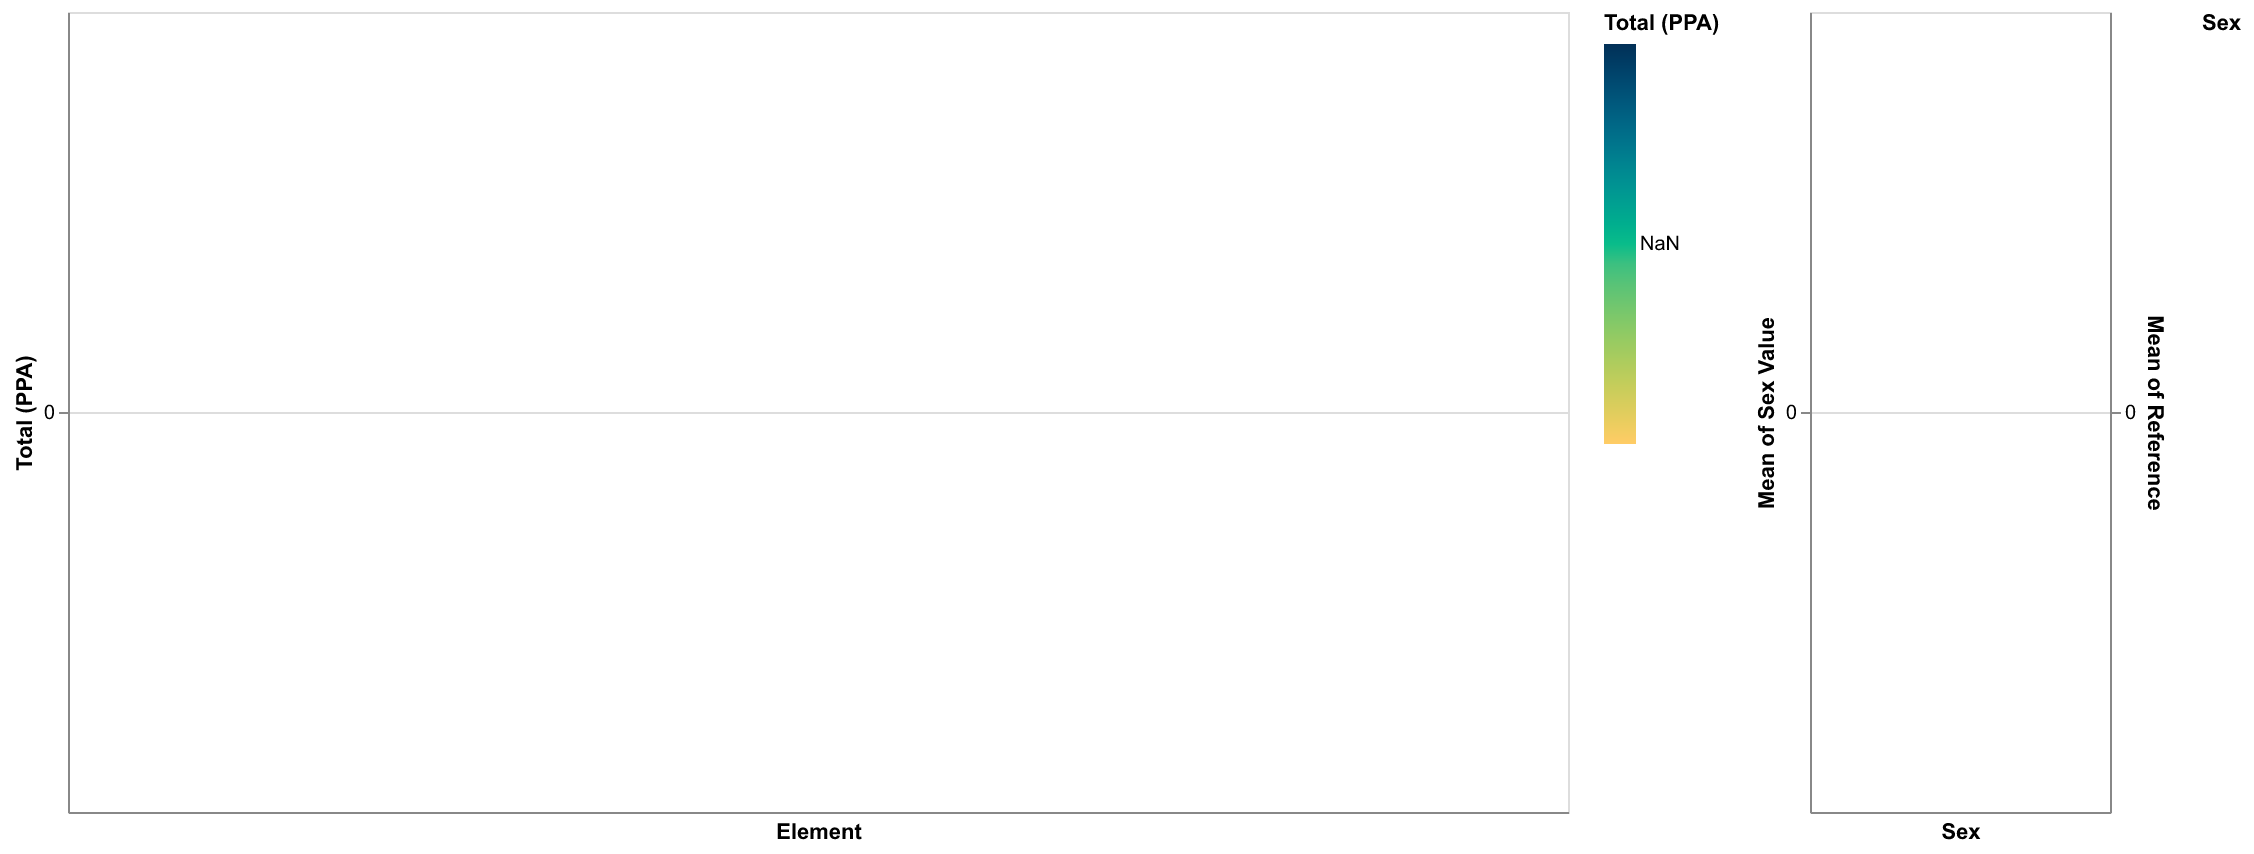 Total (PPA)
0
Element
Total (PPA)
NaN
Mean of Sex Value
0
Sex
0
Mean of Reference
Sex